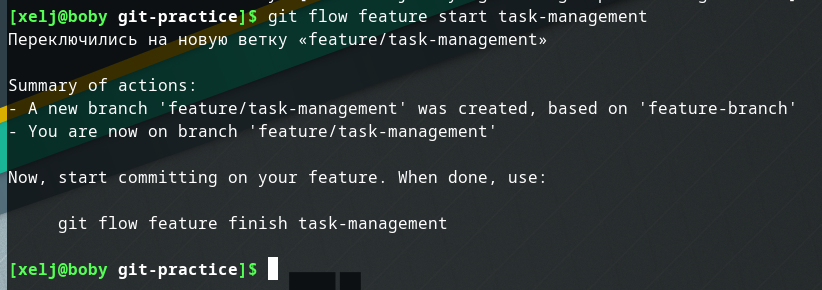 [xelj@boby git-practice]$ git flow feature start task-management
Переключились на новую ветку «feature/task-management»
Summary of actions:
- A new branch 'feature/task-management' was created, based on 'feature-branch'
- You are now on branch 'feature/task-management'
Now, start committing on your feature. When done, use:
git flow feature finish task-management
[xelj@boby git-practice]$